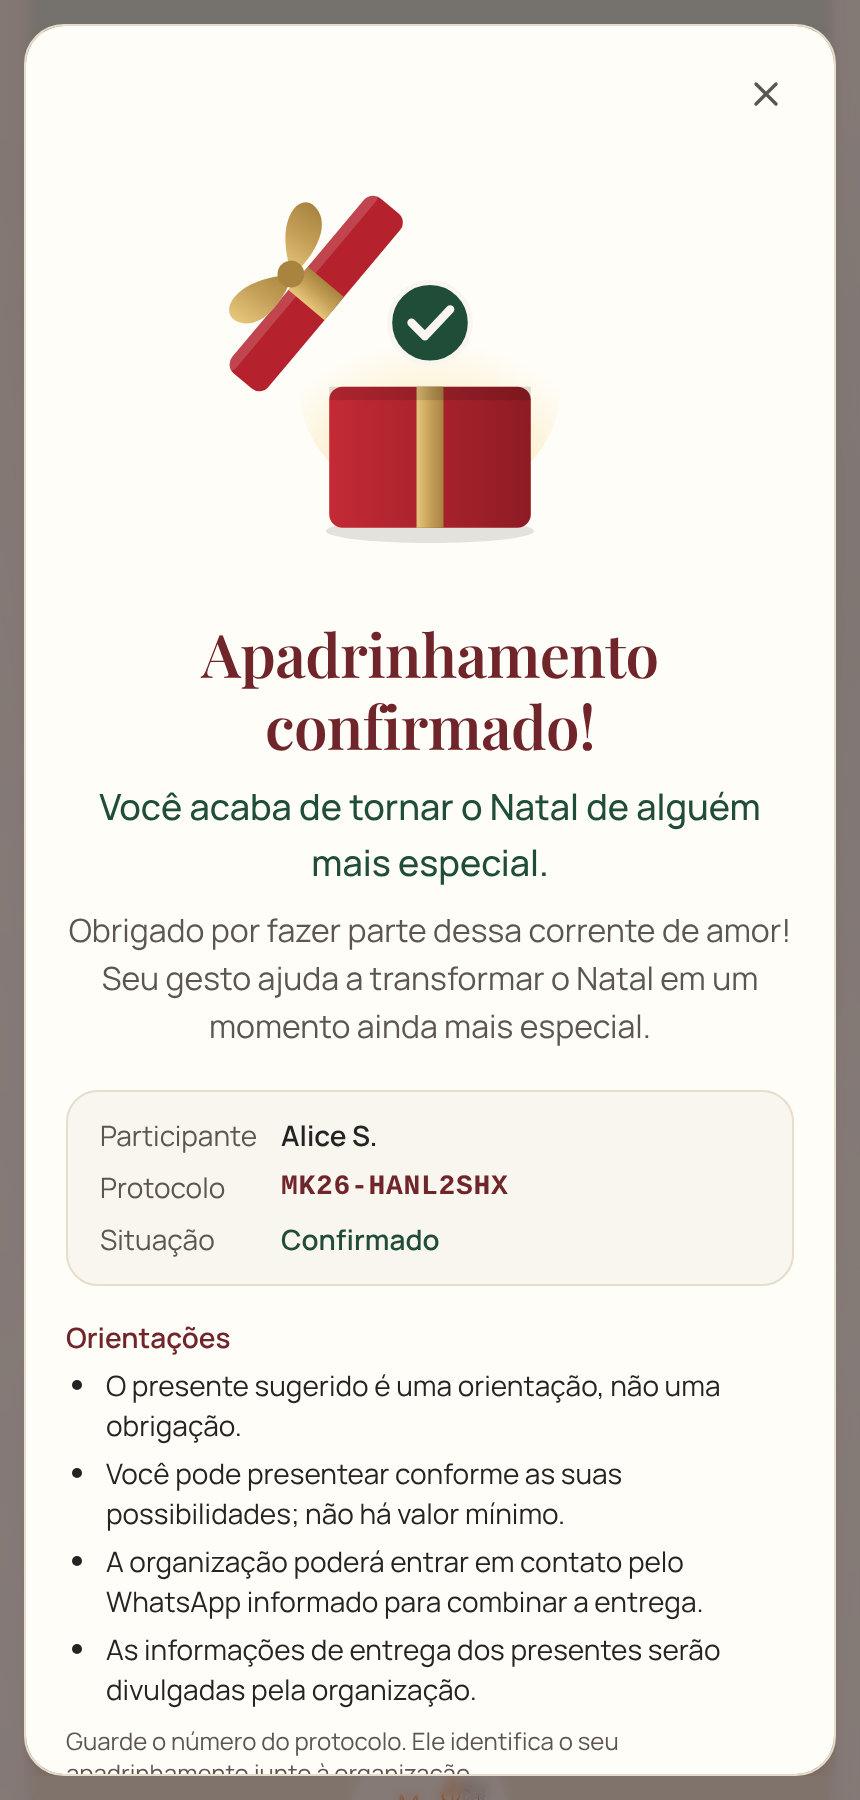 Apadrinhamento
confirmado!
Você acaba de tornar o Natal de alguém
mais especial.
Obrigado por fazer parte dessa corrente de amor!
Seu gesto ajuda a transformar o Natal em um
momento ainda mais especial.
Participante Alice S.
Protocolo MK26-HANL2SHX
Situação Confirmado
Orientações
• O presente sugerido é uma orientação, não uma
obrigação.
• Você pode presentear conforme as suas
possibilidades; não há valor mínimo.
• A organização poderá entrar em contato pelo
WhatsApp informado para combinar a entrega.
• As informações de entrega dos presentes serão
divulgadas pela organização.
Guarde o número do protocolo. Ele identifica o seu
apadrinhamento junto à organização.